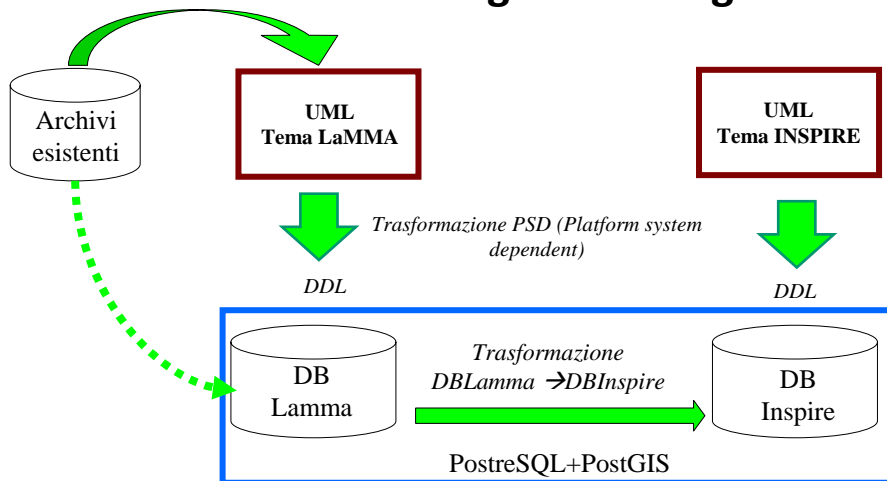 Archivi
esistenti
UML
Tema LaMMA
UML
Tema INSPIRE
Trasformazione PSD (Platform system
dependent)
DDL
DDL
DB
Lamma
Trasformazione
DBLamma →DBInspire
DB
Inspire
PostreSQL+PostGIS